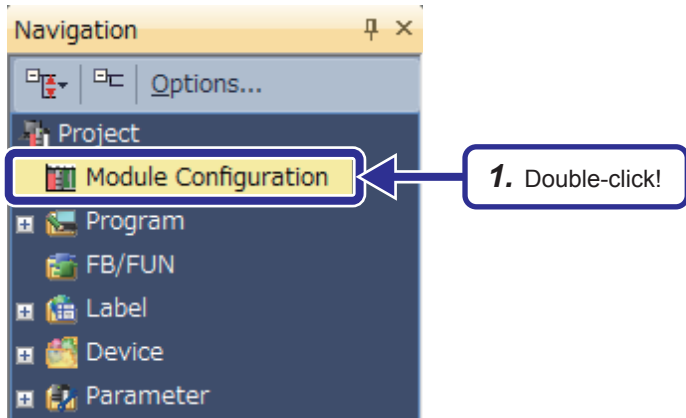 Navigation
Options...
Project
Module Configuration
1. Double-click!
Program
FB/FUN
Label
Device
Parameter